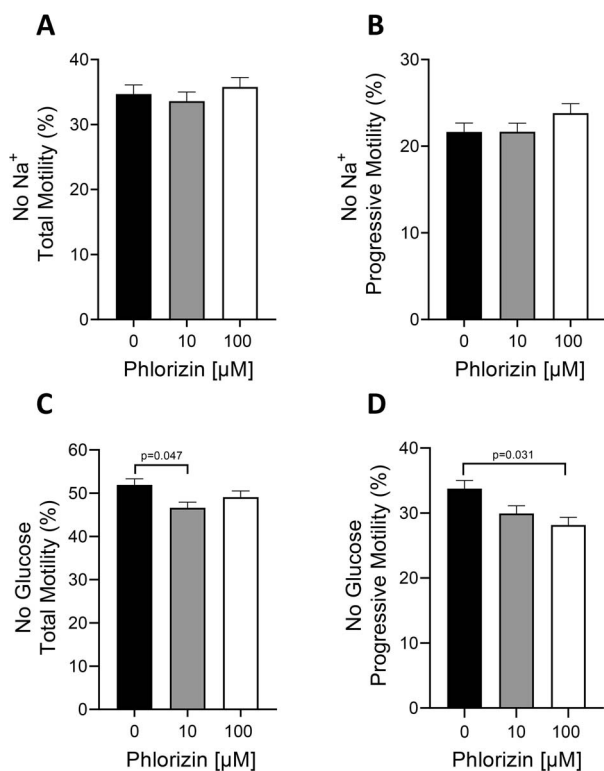 A
No Na⁺
Total Motility (%)
40
30
20
10
0
0 10 100
Phlorizin [µM]
B
No Na⁺
Progressive Motility (%)
30
20
10
0
0 10 100
Phlorizin [µM]
C
No Glucose
Total Motility (%)
60
50
40
30
20
10
0
p=0.047
0 10 100
Phlorizin [µM]
D
No Glucose
Progressive Motility (%)
40
30
20
10
0
p=0.031
0 10 100
Phlorizin [µM]